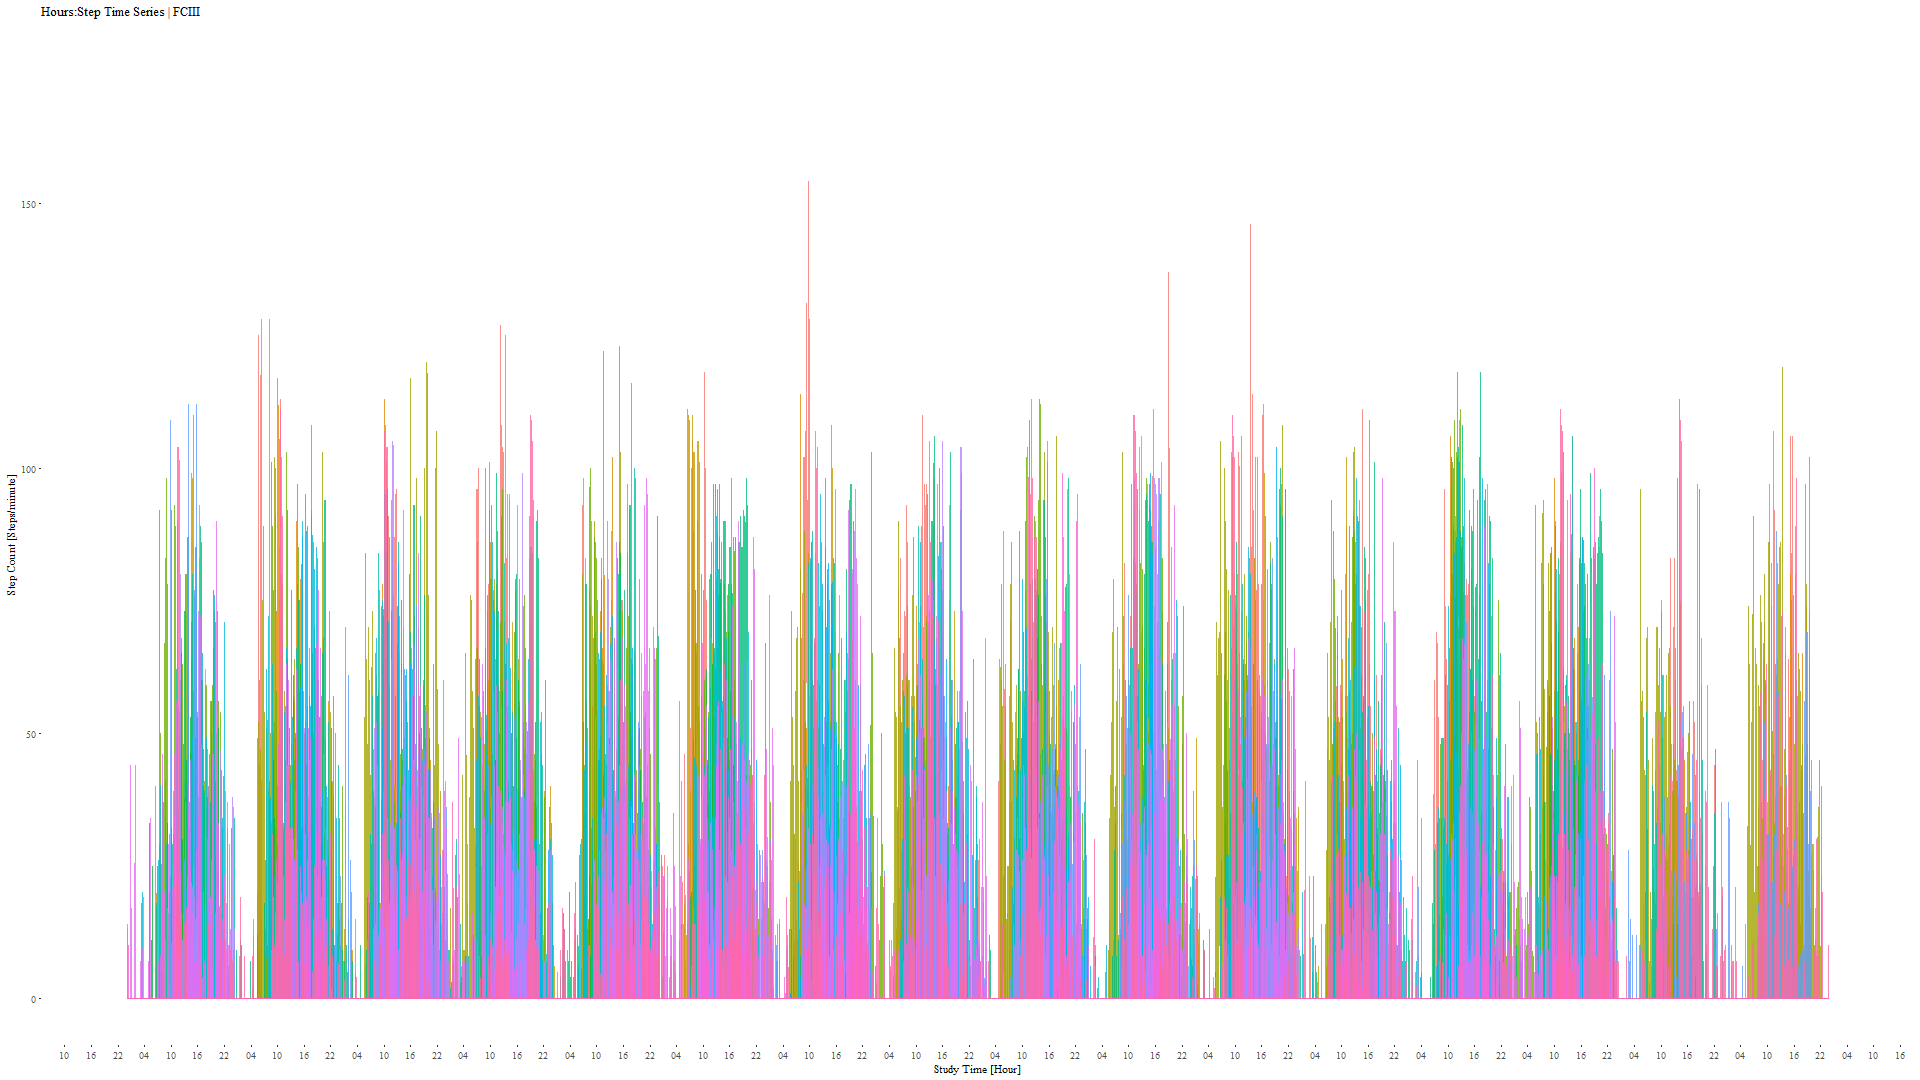 Hours:Step Time Series | FCIII
150
100
50
0
Step Count [Steps/minute]
10 16 22 04 10 16 22 04 10 16 22 04 10 16 22 04 10 16 22 04 10 16 22 04 10 16 22 04 10 16 22 04 10 16 22 04 10 16 22 04 10 16 22 04 10 16 22 04 10 16 22 04 10 16 22 04 10 16 22 04 10 16 22 04 10 16 22 04 10 16
Study Time [Hour]